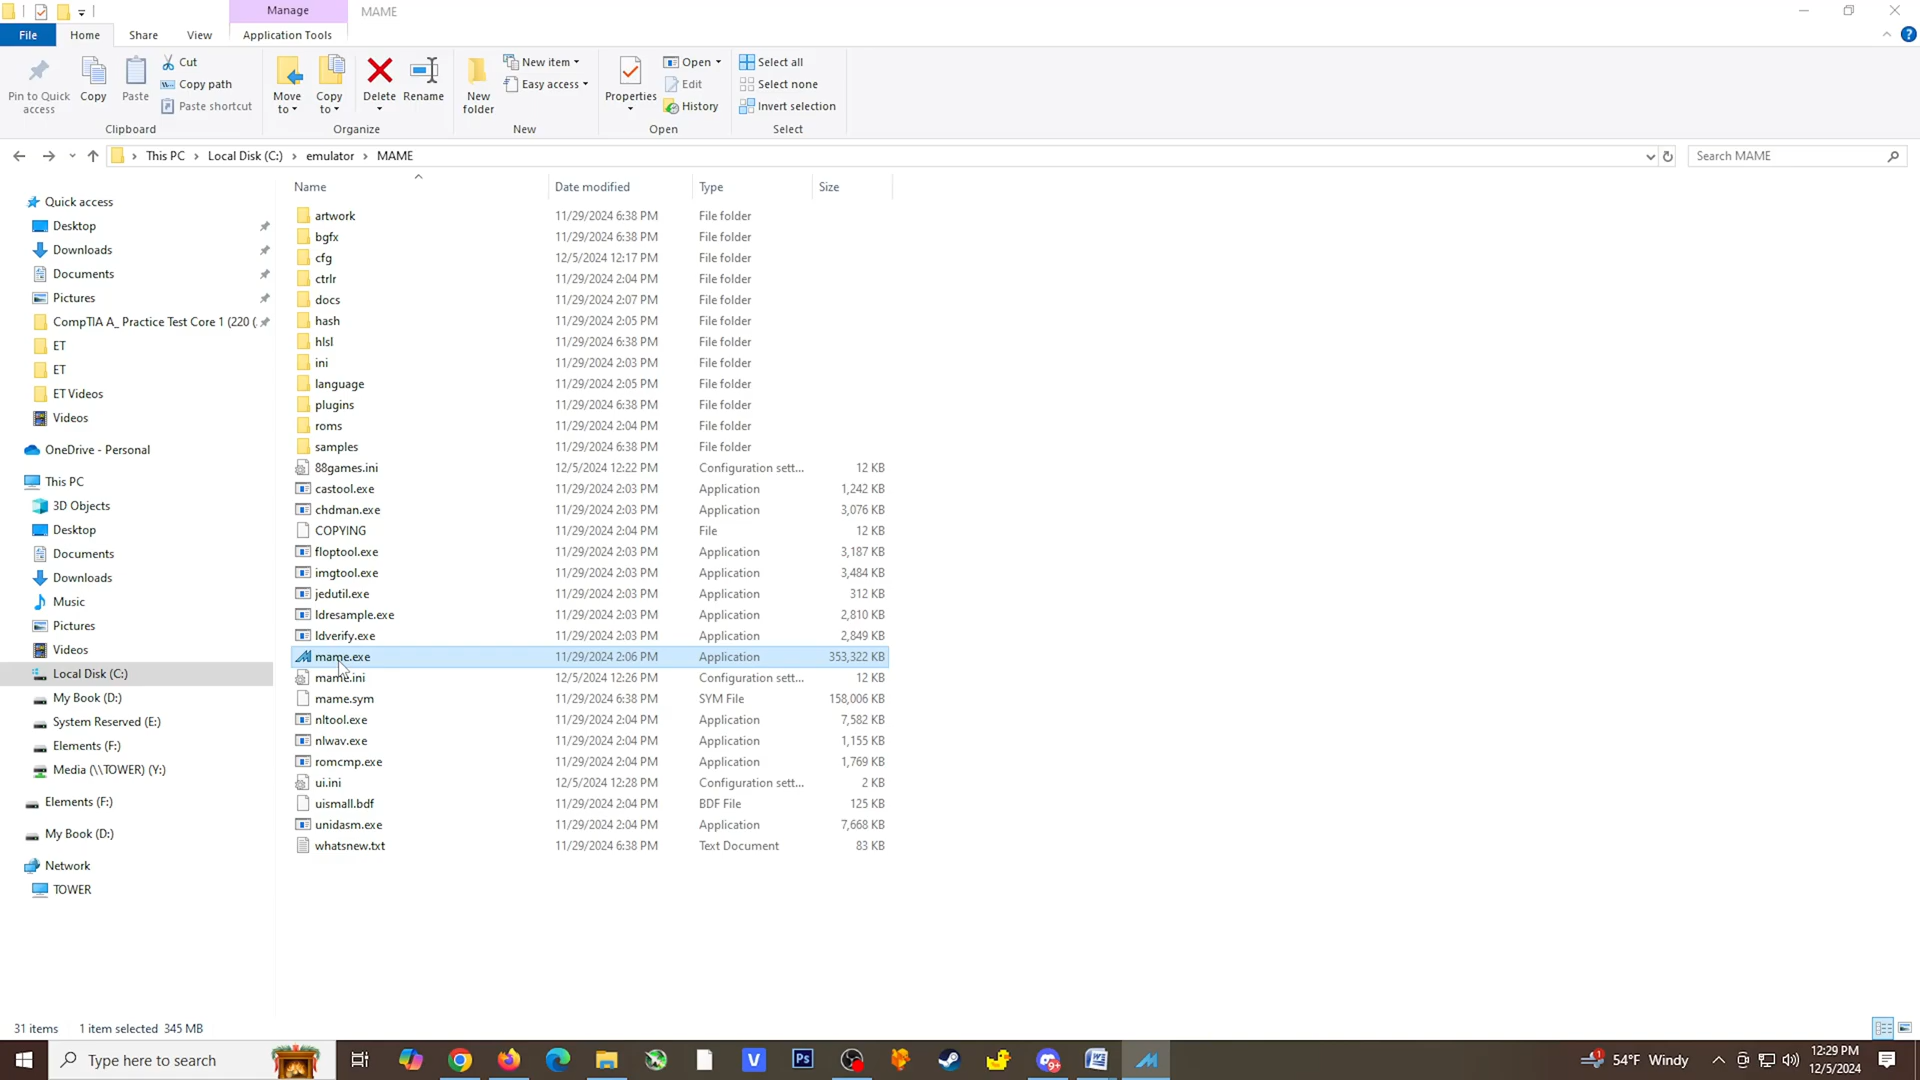 Manage
MAME
File
Home
Share
View
Application Tools
Pin to Quick access
Copy
Paste
Cut
Copy path
Paste shortcut
Clipboard
Move to
Copy to
Delete
Rename
Organize
New folder
New item
Easy access
New
Properties
Open
Edit
History
Open
Select all
Select none
Invert selection
Select
This PC
Local Disk (C:)
emulator
MAME
Search MAME
Name Date modified Type Size
Quick access
Desktop
Downloads
Documents
Pictures
CompTIA A_ Practice Test Core 1 (220 (
ET
ET
ET Videos
Videos
OneDrive - Personal
This PC
3D Objects
Desktop
Documents
Downloads
Music
Pictures
Videos
Local Disk (C:)
My Book (D:)
System Reserved (E:)
Elements (F:)
Media (\\TOWER) (Y:)
Elements (F:)
My Book (D:)
Network
TOWER
artwork 11/29/2024 6:38 PM File folder
bgfx 11/29/2024 6:38 PM File folder
cfg 12/5/2024 12:17 PM File folder
ctrlr 11/29/2024 2:04 PM File folder
docs 11/29/2024 2:07 PM File folder
hash 11/29/2024 2:05 PM File folder
hlsl 11/29/2024 6:38 PM File folder
ini 11/29/2024 2:03 PM File folder
language 11/29/2024 2:05 PM File folder
plugins 11/29/2024 6:38 PM File folder
roms 11/29/2024 2:04 PM File folder
samples 11/29/2024 6:38 PM File folder
88games.ini 12/5/2024 12:22 PM Configuration sett... 12 KB
castool.exe 11/29/2024 2:03 PM Application 1,242 KB
chdman.exe 11/29/2024 2:03 PM Application 3,076 KB
COPYING 11/29/2024 2:04 PM File 12 KB
floptool.exe 11/29/2024 2:03 PM Application 3,187 KB
imgtool.exe 11/29/2024 2:03 PM Application 3,484 KB
jedutil.exe 11/29/2024 2:03 PM Application 312 KB
ldresample.exe 11/29/2024 2:03 PM Application 2,810 KB
ldverify.exe 11/29/2024 2:03 PM Application 2,849 KB
mame.exe 11/29/2024 2:06 PM Application 353,322 KB
mame.ini 12/5/2024 12:26 PM Configuration sett... 12 KB
mame.sym 11/29/2024 6:38 PM SYM File 158,006 KB
nltool.exe 11/29/2024 2:04 PM Application 7,582 KB
nlwav.exe 11/29/2024 2:04 PM Application 1,155 KB
romcmp.exe 11/29/2024 2:04 PM Application 1,769 KB
ui.ini 12/5/2024 12:28 PM Configuration sett... 2 KB
uismall.bdf 11/29/2024 2:04 PM BDF File 125 KB
unidasm.exe 11/29/2024 2:04 PM Application 7,668 KB
whatsnew.txt 11/29/2024 6:38 PM Text Document 83 KB
31 items 1 item selected 345 MB
Type here to search
V
Ps
9+
W
54°F Windy
12:29 PM
12/5/2024